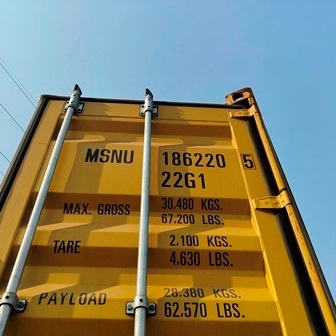 MSNU 186220 5
22G1
MAX. GROSS 30.480 KGS.
67.200 LBS.
TARE 2.100 KGS.
4.630 LBS.
PAYLOAD 28.380 KGS.
62.570 LBS.